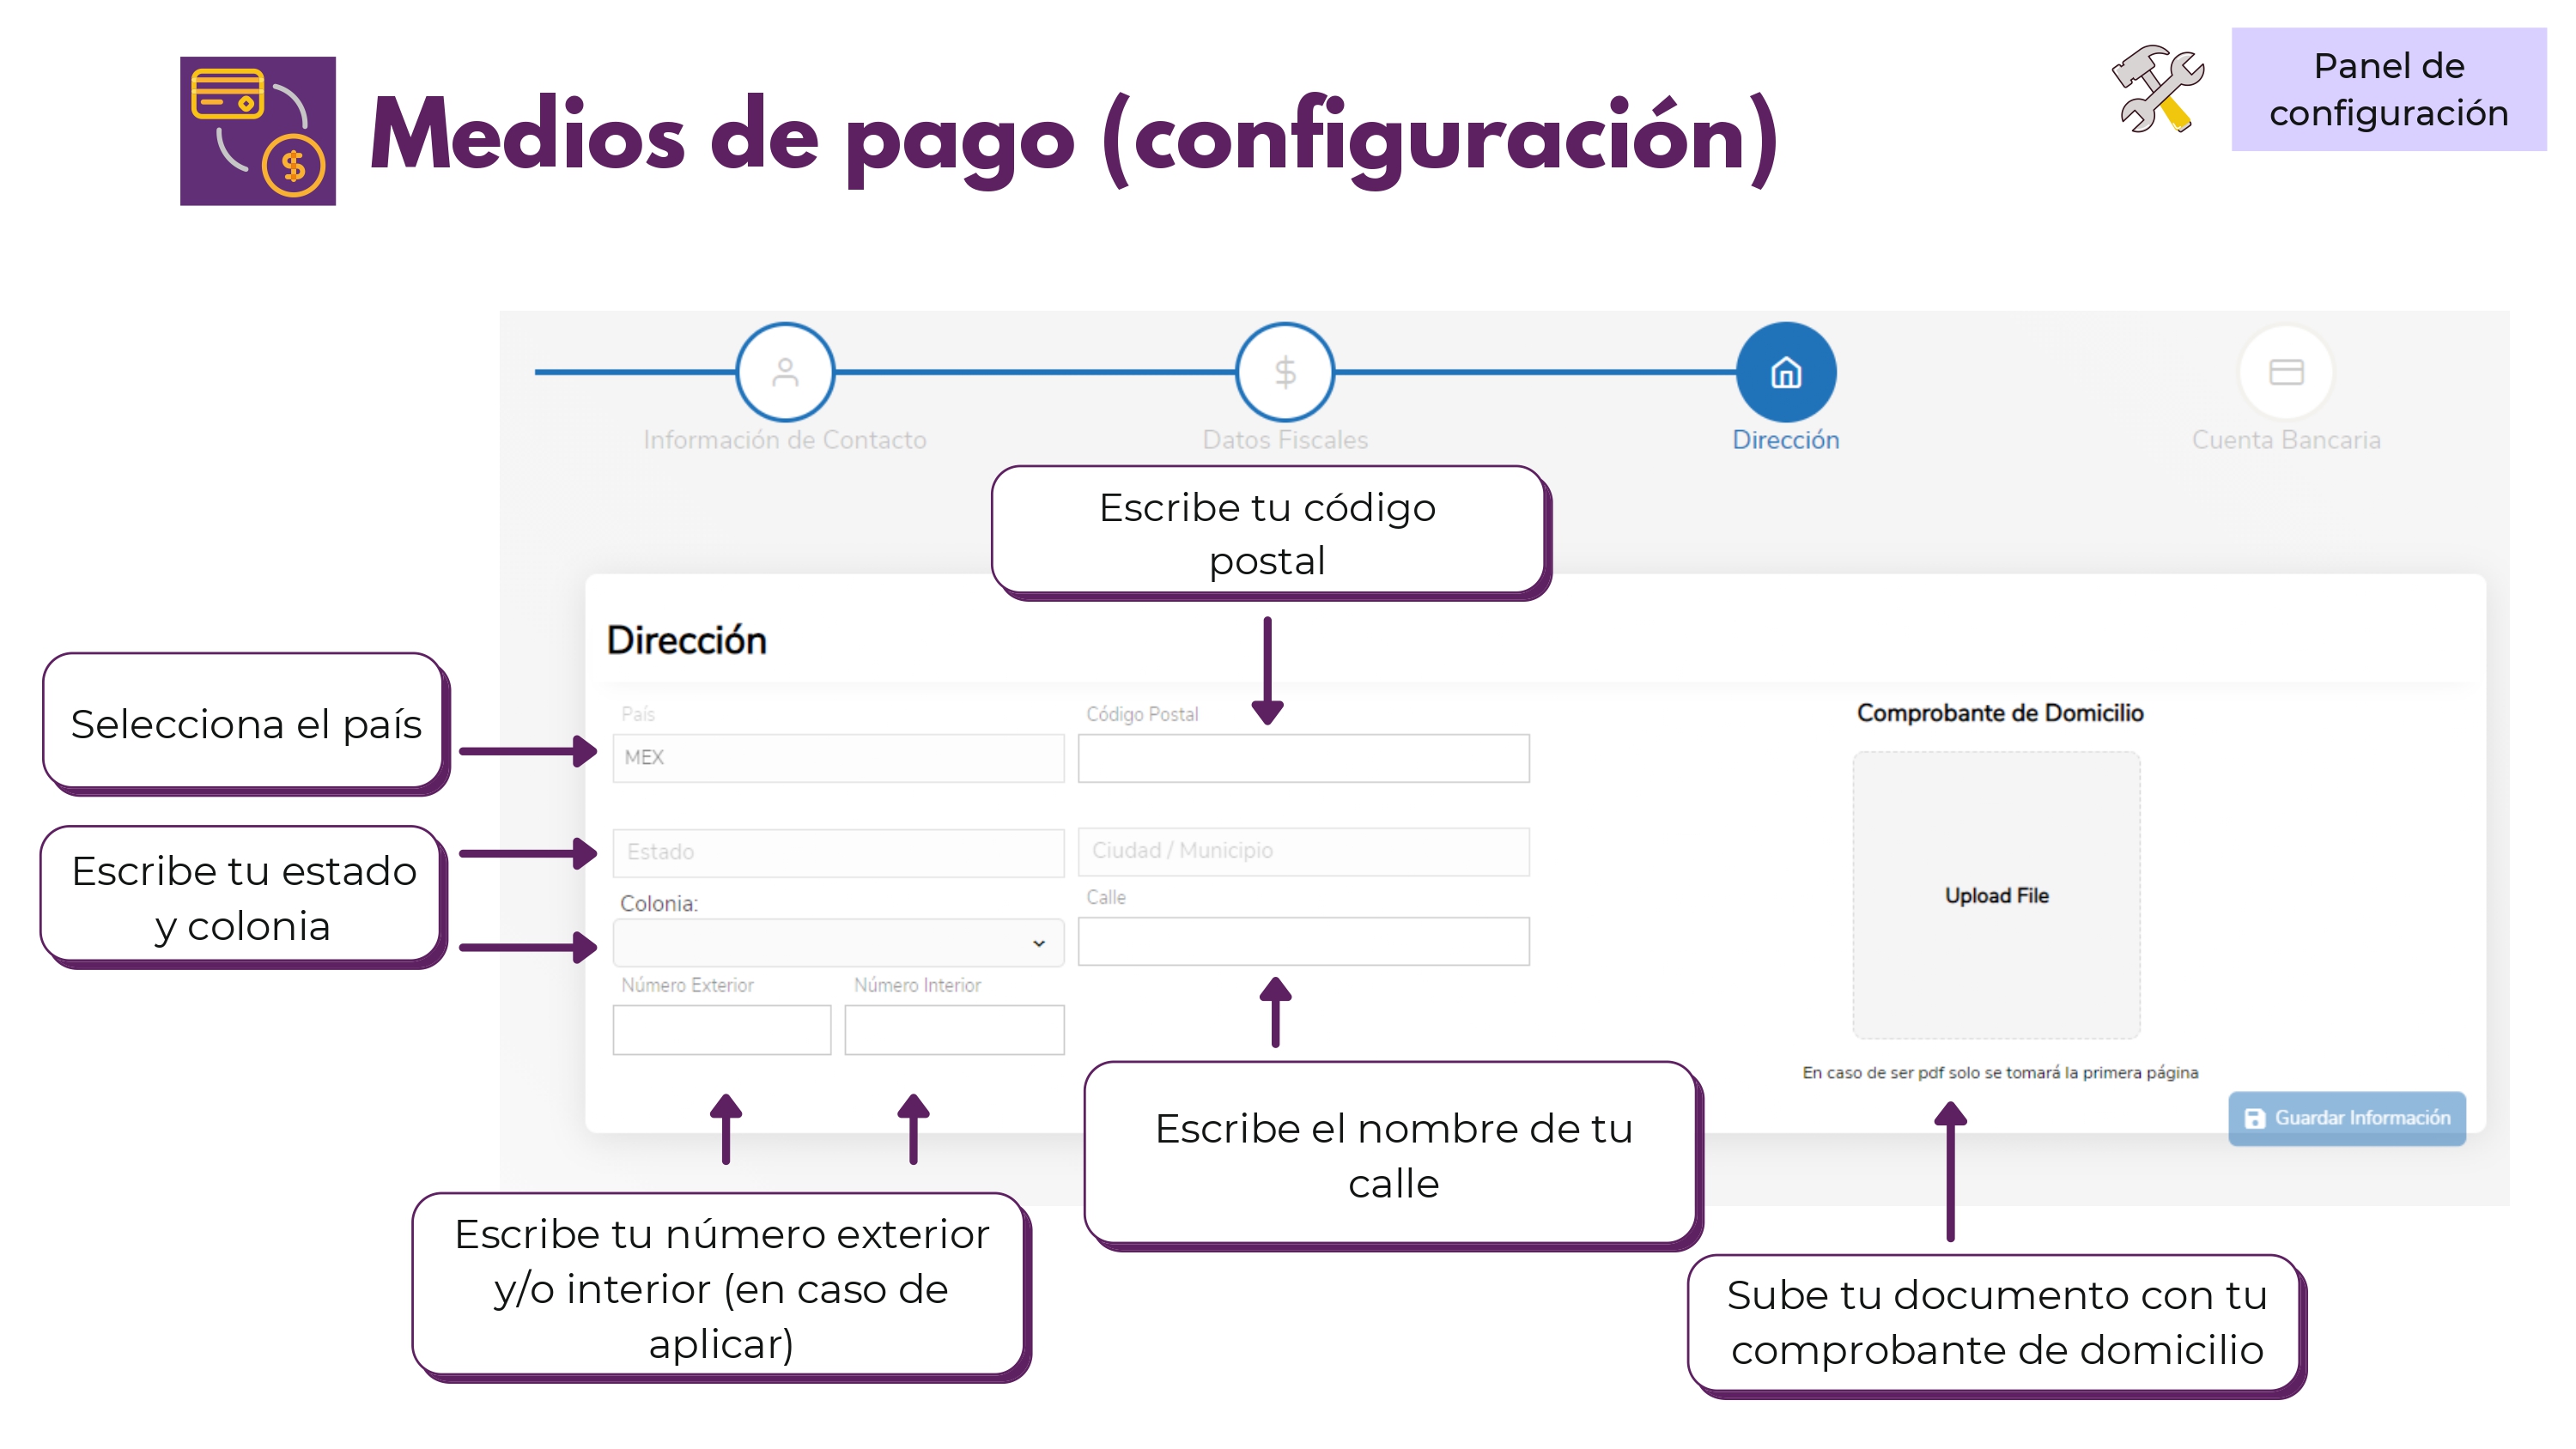 Medios de pago (configuración)
Panel de
configuración
Información de Contacto
Datos Fiscales
Dirección
Cuenta Bancaria
Escribe tu código
postal
Dirección
Selecciona el país
País
MEX
Código Postal
Comprobante de Domicilio
Escribe tu estado
y colonia
Estado
Ciudad / Municipio
Colonia:
Calle
Upload File
Número Exterior
Número Interior
En caso de ser pdf solo se tomará la primera página
Guardar Información
Escribe el nombre de tu
calle
Escribe tu número exterior
y/o interior (en caso de
aplicar)
Sube tu documento con tu
comprobante de domicilio